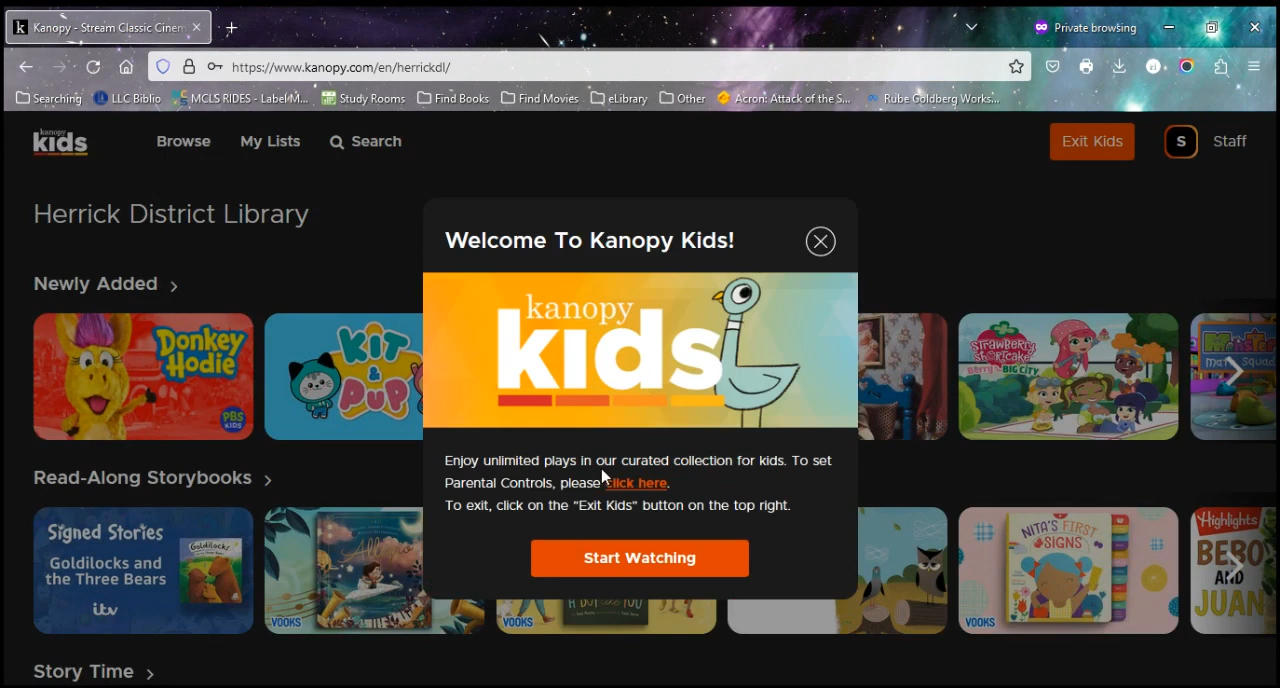 k Kanopy - Stream Classic Cinem
Private browsing
https://www.kanopy.com/en/herrickdl/
Searching LLC Biblio MCLS RIDES - LabelM... Study Rooms Find Books Find Movies eLibrary Other Acron: Attack of the S... Rube Goldberg Works...
kanopy
kids
Browse My Lists Search Exit Kids S Staff
Herrick District Library
Newly Added
Donkey
Hodie
PBS
KIDS
KiT
&
PUP
STRAWBERRY
SHORTCAKE
Berry in the BIG CITY
Monster
Math Squad
Welcome To Kanopy Kids!
kanopy
kids
Enjoy unlimited plays in our curated collection for kids. To set
Parental Controls, please click here.
To exit, click on the "Exit Kids" button on the top right.
Start Watching
Read-Along Storybooks
Signed Stories
Goldilocks and
the Three Bears
itv
Goldilocks
VOOKS
VOOKS
NITA'S FIRST
SIGNS
VOOKS
Highlights
BEBO
AND
JUAN
Story Time